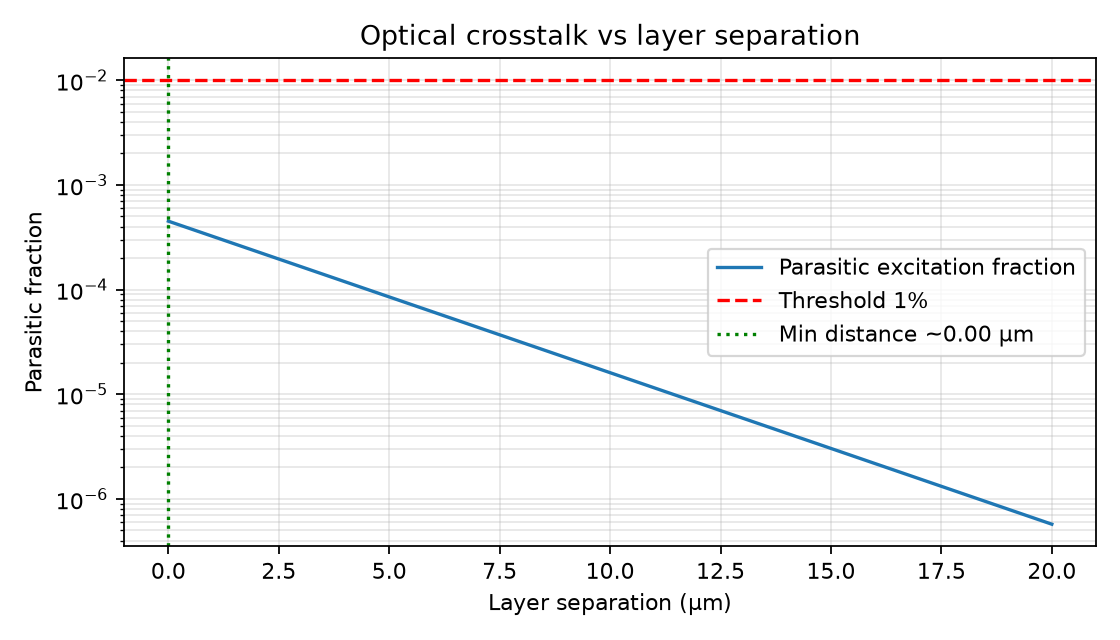 Optical crosstalk vs layer separation
Parasitic fraction
10⁻²
10⁻³
10⁻⁴
10⁻⁵
10⁻⁶
Parasitic excitation fraction
Threshold 1%
Min distance ~0.00 μm
0.0 2.5 5.0 7.5 10.0 12.5 15.0 17.5 20.0
Layer separation (μm)